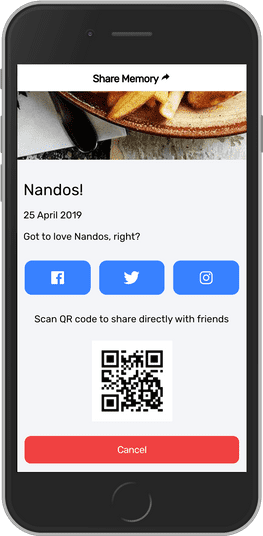 Share Memory
Nandos!
25 April 2019
Got to love Nandos, right?
Scan QR code to share directly with friends
Cancel